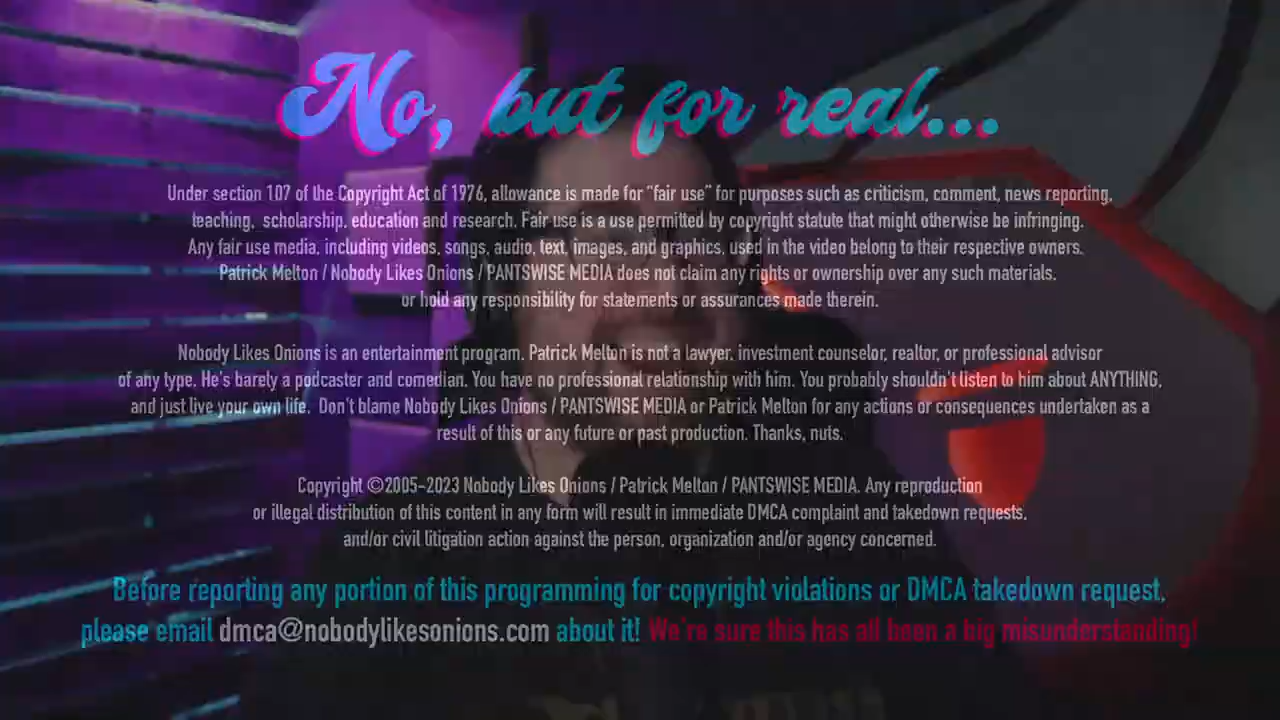 No, but for real...
Under section 107 of the Copyright Act of 1976, allowance is made for "fair use" for purposes such as criticism, comment, news reporting,
teaching, scholarship, education and research. Fair use is a use permitted by copyright statute that might otherwise be infringing.
Any fair use media, including videos, songs, audio, text, images, and graphics, used in the video belong to their respective owners.
Patrick Melton / Nobody Likes Onions / PANTSWISE MEDIA does not claim any rights or ownership over any such materials.
or hold any responsibility for statements or assurances made therein.
Nobody Likes Onions is an entertainment program. Patrick Melton is not a lawyer, investment counselor, realtor, or professional advisor
of any type. He's barely a podcaster and comedian. You have no professional relationship with him. You probably shouldn't listen to him about ANYTHING,
and just live your own life. Don't blame Nobody Likes Onions / PANTSWISE MEDIA or Patrick Melton for any actions or consequences undertaken as a
result of this or any future or past production. Thanks, nuts.
Copyright ©2005-2023 Nobody Likes Onions / Patrick Melton / PANTSWISE MEDIA. Any reproduction
or illegal distribution of this content in any form will result in immediate DMCA complaint and takedown requests,
and/or civil litigation action against the person, organization and/or agency concerned.
Before reporting any portion of this programming for copyright violations or DMCA takedown request,
please email dmca@nobodylikesonions.com about it! We're sure this has all been a big misunderstanding!